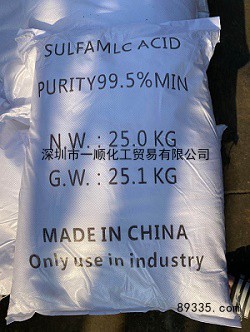 SULFAMLC ACID
PURITY99.5%MIN
N.W. : 25.0 KG
深圳市一顺化工贸易有限公司
G.W. : 25.1 KG
MADE IN CHINA
Only use in industry
89335.com